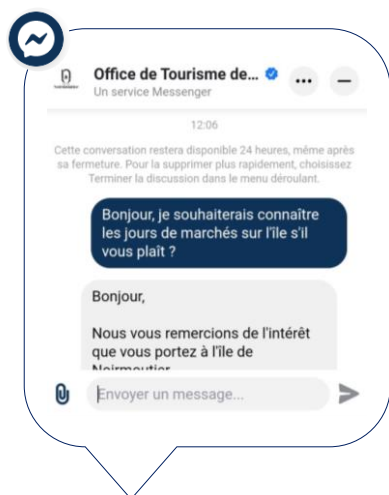 Office de Tourisme de...
Un service Messenger
12:06
Cette conversation restera disponible 24 heures, même après
sa fermeture. Pour la supprimer plus rapidement, choisissez
Terminer la discussion dans le menu déroulant.
Bonjour, je souhaiterais connaître
les jours de marchés sur l'île s'il
vous plaît ?
Bonjour,
Nous vous remercions de l'intérêt
que vous portez à l'île de
Noirmoutier
Envoyer un message...